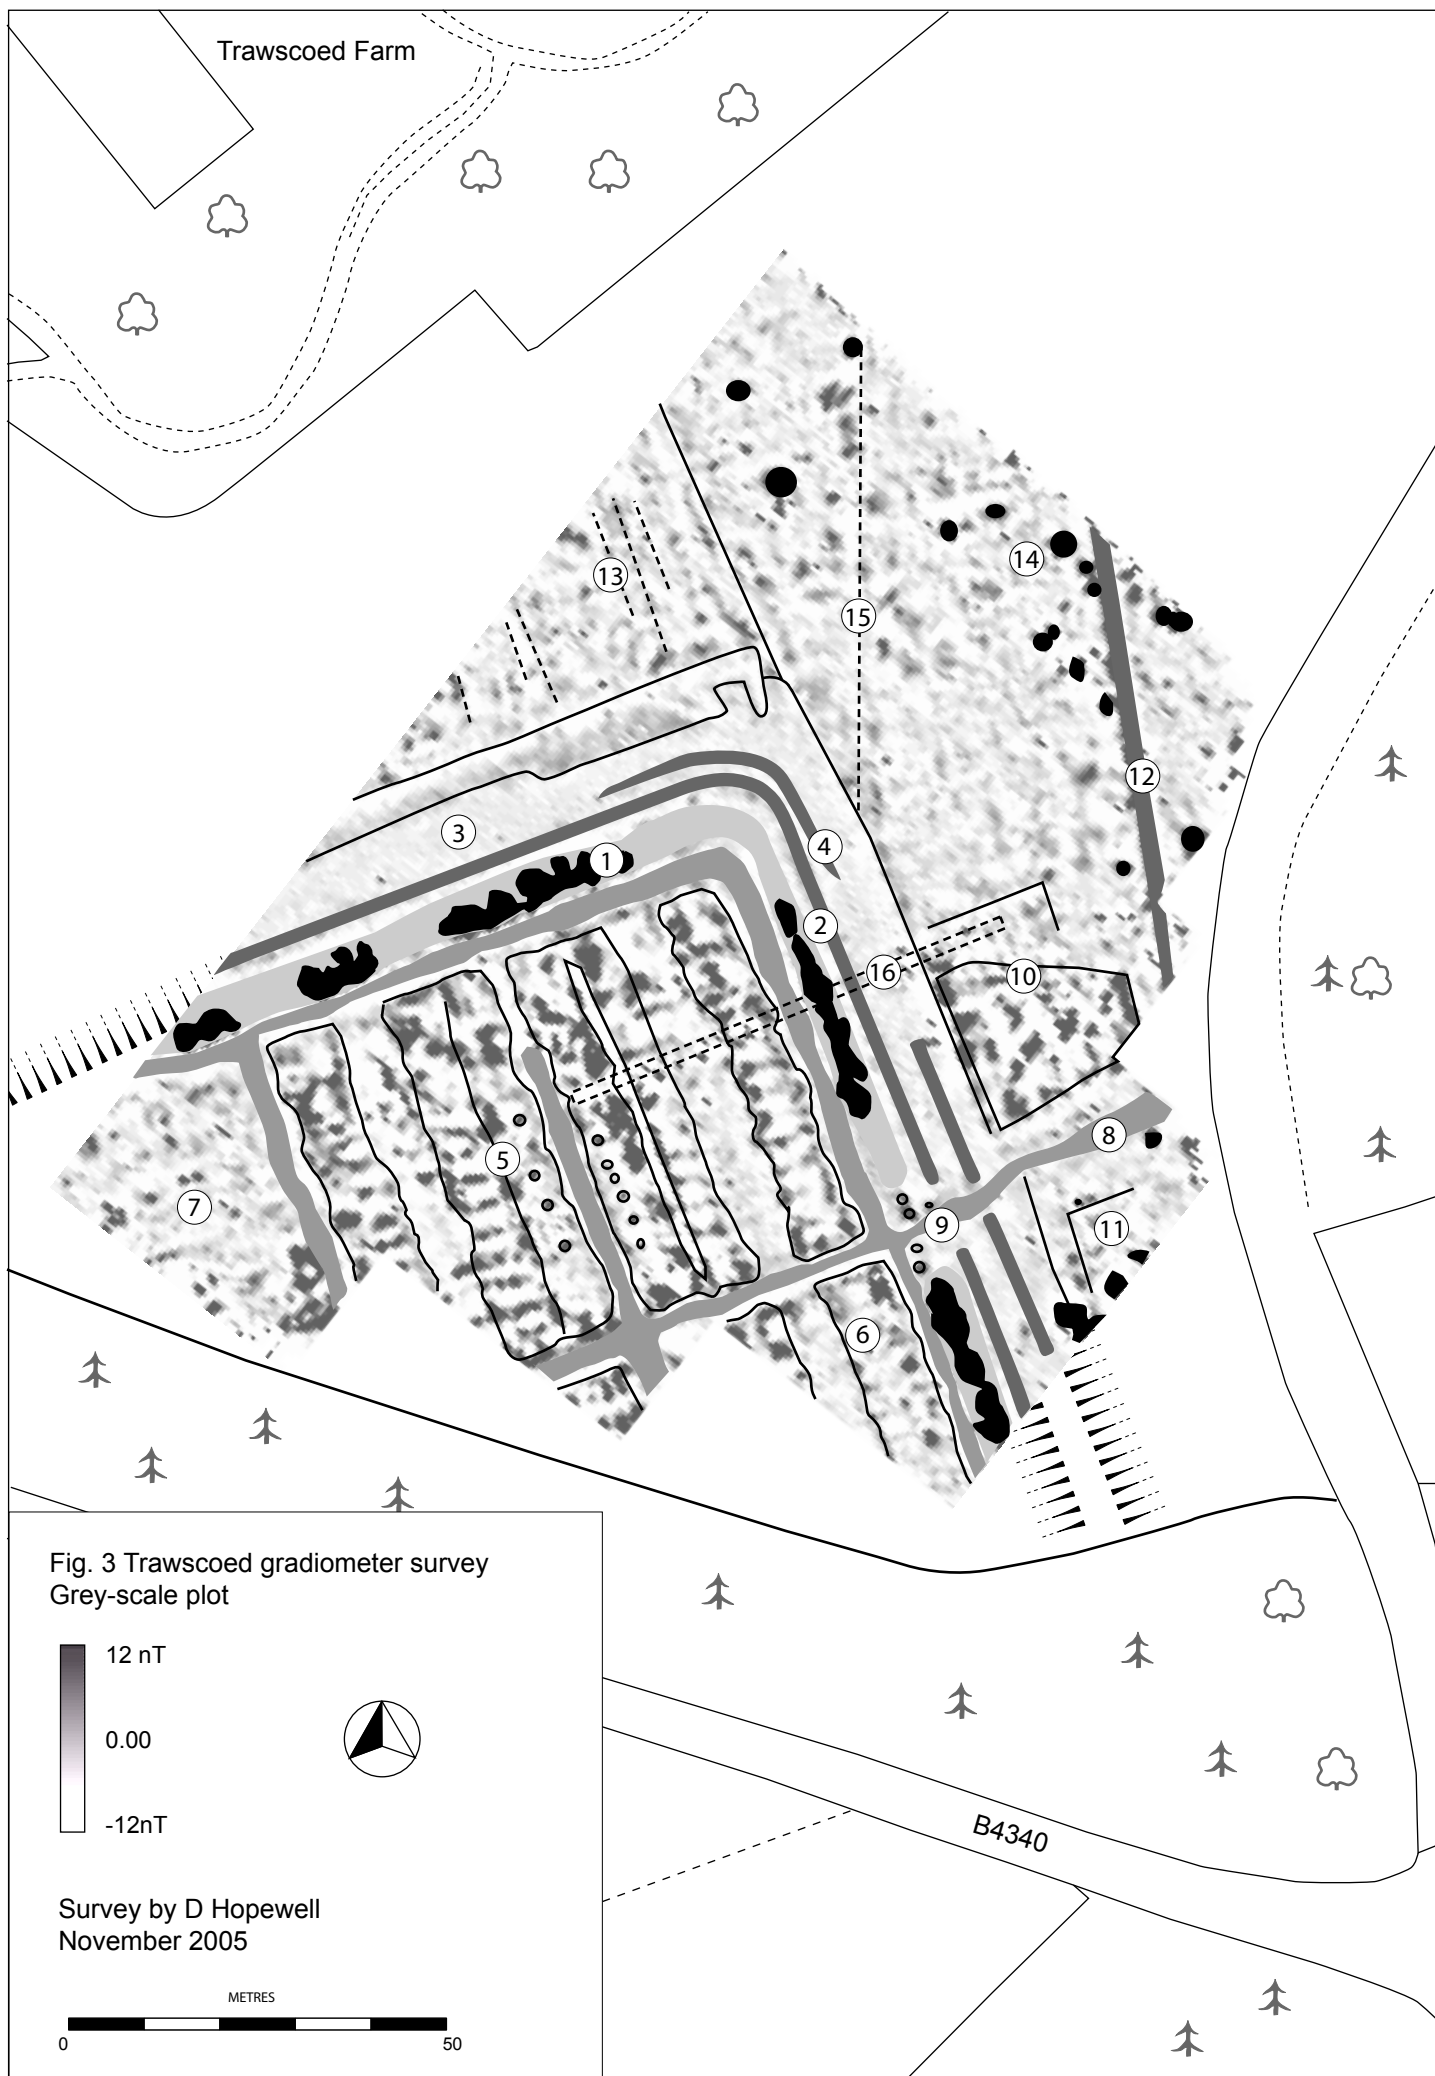 Trawscoed Farm
13
14
15
12
3
1
4
2
16
10
5
8
7
9
11
6
Fig. 3 Trawscoed gradiometer survey
Grey-scale plot
12 nT
0.00
-12nT
B4340
Survey by D Hopewell
November 2005
METRES
0 50